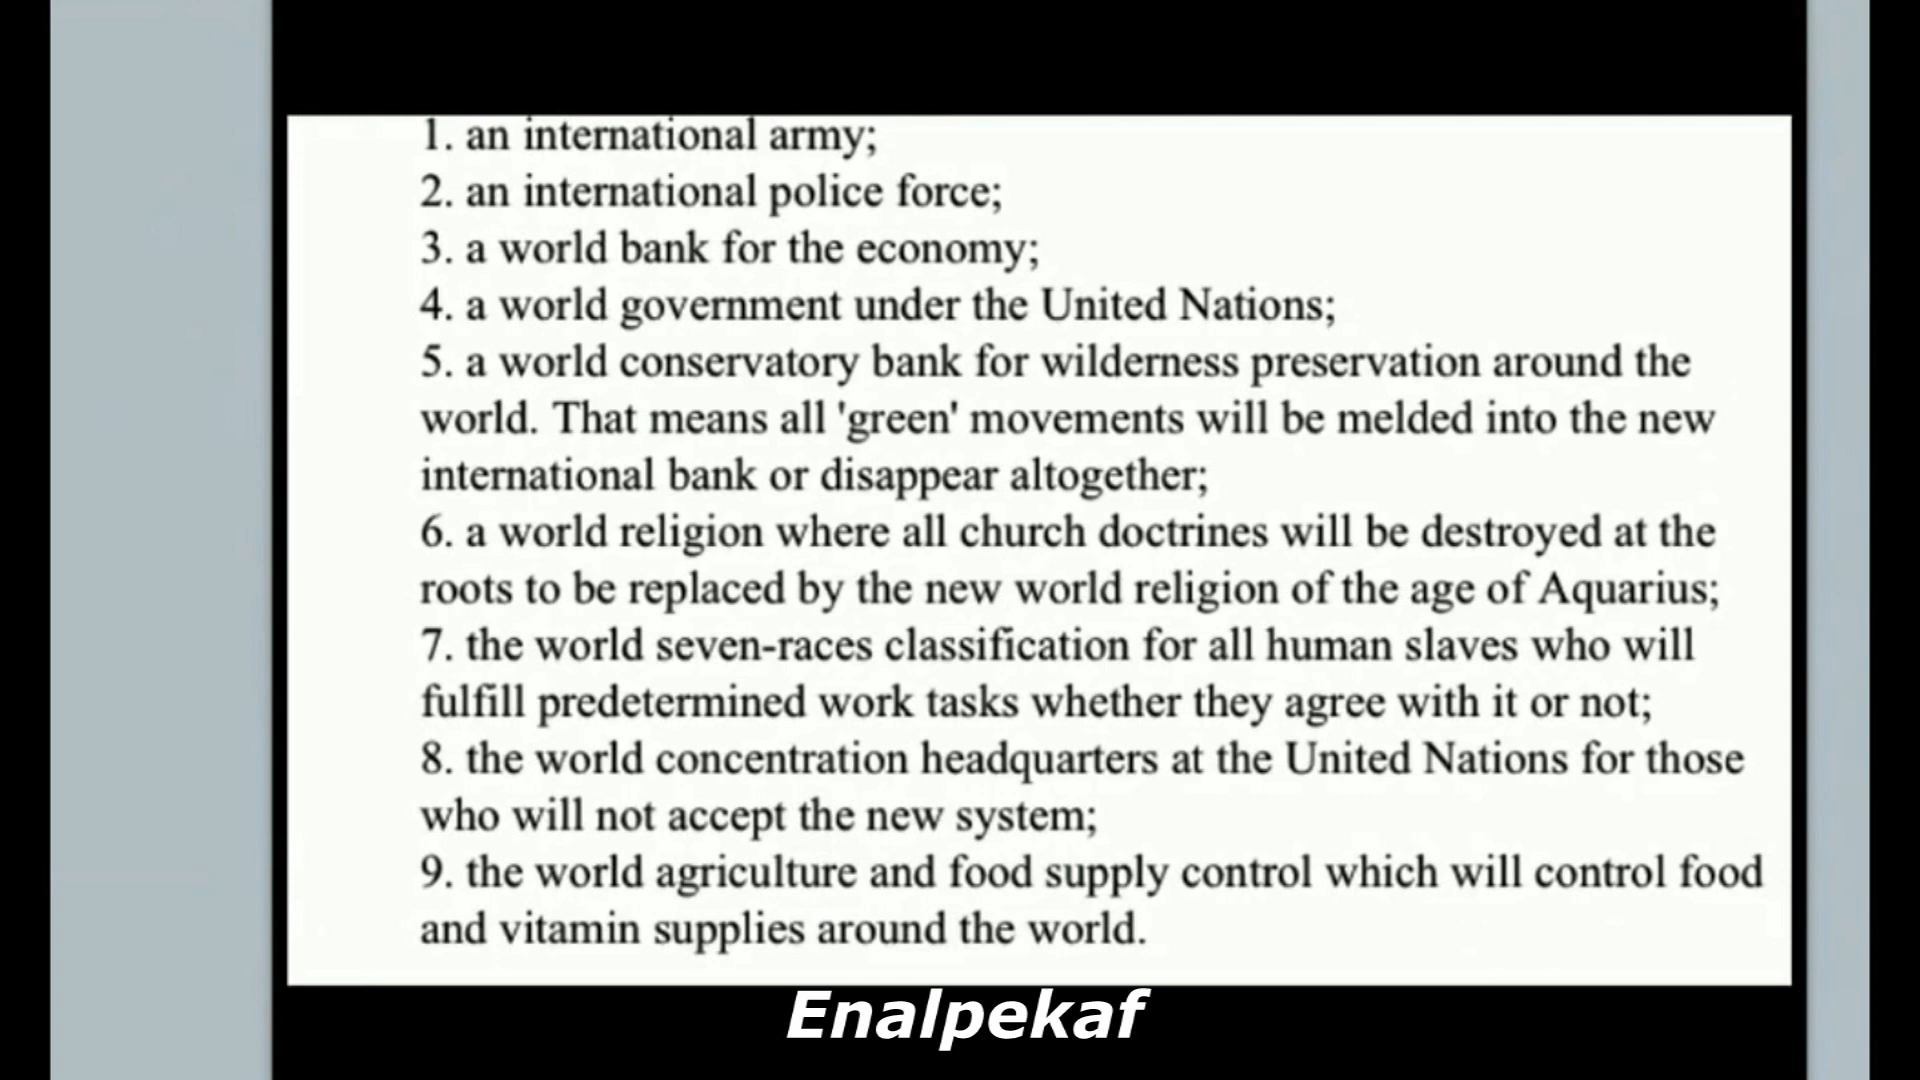 1. an international army;
2. an international police force;
3. a world bank for the economy;
4. a world government under the United Nations;
5. a world conservatory bank for wilderness preservation around the
world. That means all 'green' movements will be melded into the new
international bank or disappear altogether;
6. a world religion where all church doctrines will be destroyed at the
roots to be replaced by the new world religion of the age of Aquarius;
7. the world seven-races classification for all human slaves who will
fulfill predetermined work tasks whether they agree with it or not;
8. the world concentration headquarters at the United Nations for those
who will not accept the new system;
9. the world agriculture and food supply control which will control food
and vitamin supplies around the world.
Enalpekaf